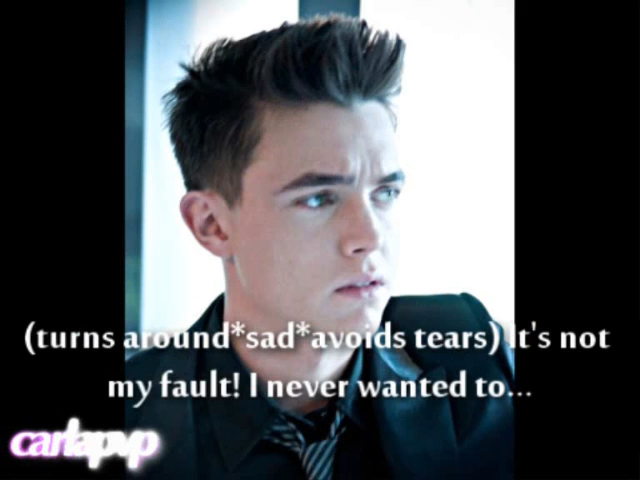 (turns around*sad*avoids tears) It's not
my fault! I never wanted to...
carlapvp